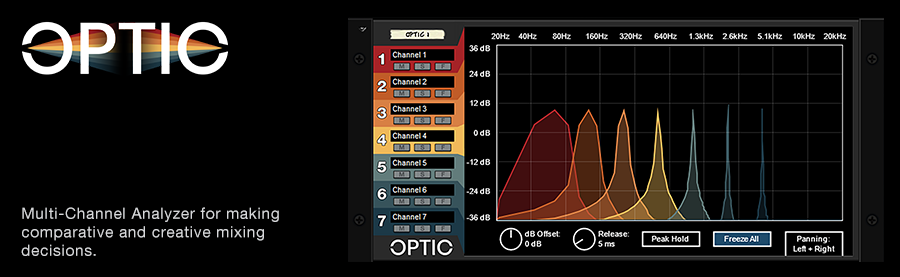 OPTIC
Multi-Channel Analyzer for making
comparative and creative mixing
decisions.
OPTIC 1
1 Channel 1
M S F
2 Channel 2
M S F
3 Channel 3
M S F
4 Channel 4
M S F
5 Channel 5
M S F
6 Channel 6
M S F
7 Channel 7
M S F
OPTIC
20Hz 40Hz 80Hz 160Hz 320Hz 640Hz 1.3kHz 2.6kHz 5.1kHz 10kHz 20kHz
36 dB
24 dB
12 dB
0 dB
-12 dB
-24 dB
-36 dB
dB Offset:
0 dB
Release:
5 ms
Peak Hold
Freeze All
Panning:
Left + Right